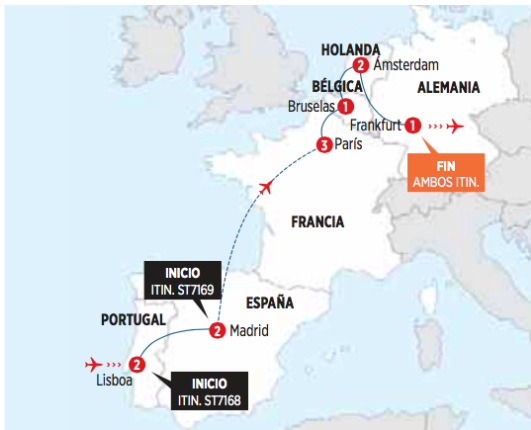 HOLANDA
2 Ámsterdam
BÉLGICA
ALEMANIA
Bruselas 1
Frankfurt 1
3 París
FIN
AMBOS ITIN.
FRANCIA
INICIO
ITIN. ST7169
ESPAÑA
PORTUGAL
2 Madrid
2
Lisboa
INICIO
ITIN. ST7168